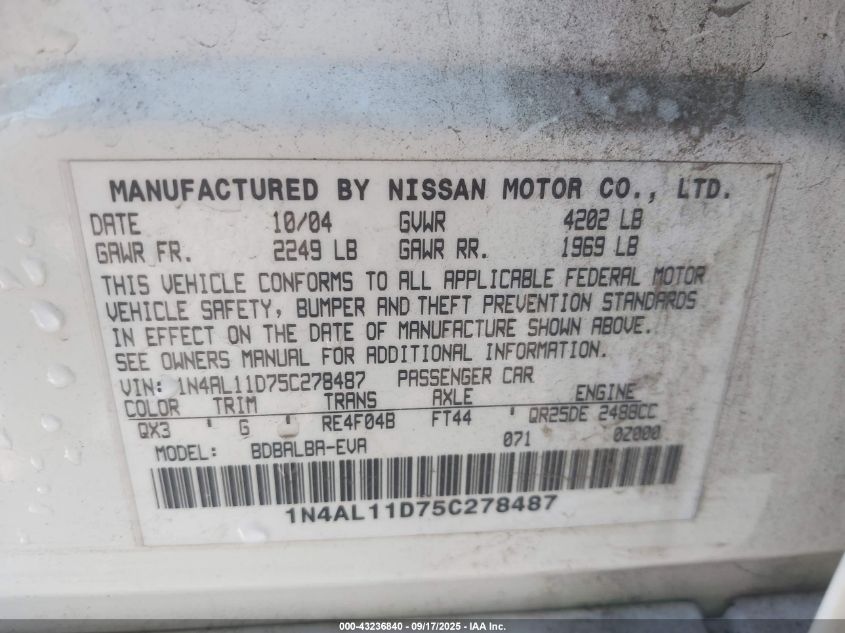 MANUFACTURED BY NISSAN MOTOR CO., LTD.
DATE 10/04 GVWR 4202 LB
GAWR FR. 2249 LB GAWR RR. 1969 LB
THIS VEHICLE CONFORMS TO ALL APPLICABLE FEDERAL MOTOR
VEHICLE SAFETY, BUMPER AND THEFT PREVENTION STANDARDS
IN EFFECT ON THE DATE OF MANUFACTURE SHOWN ABOVE.
SEE OWNERS MANUAL FOR ADDITIONAL INFORMATION.
VIN: 1N4AL11D75C278487 PASSENGER CAR
COLOR TRIM TRANS AXLE ENGINE
QX3 G RE4F04B FT44 QR25DE 2488CC
MODEL: BDBALBA-EVA 071 0Z000
1N4AL11D75C278487
000-43236840 - 09/17/2025 - IAA Inc.